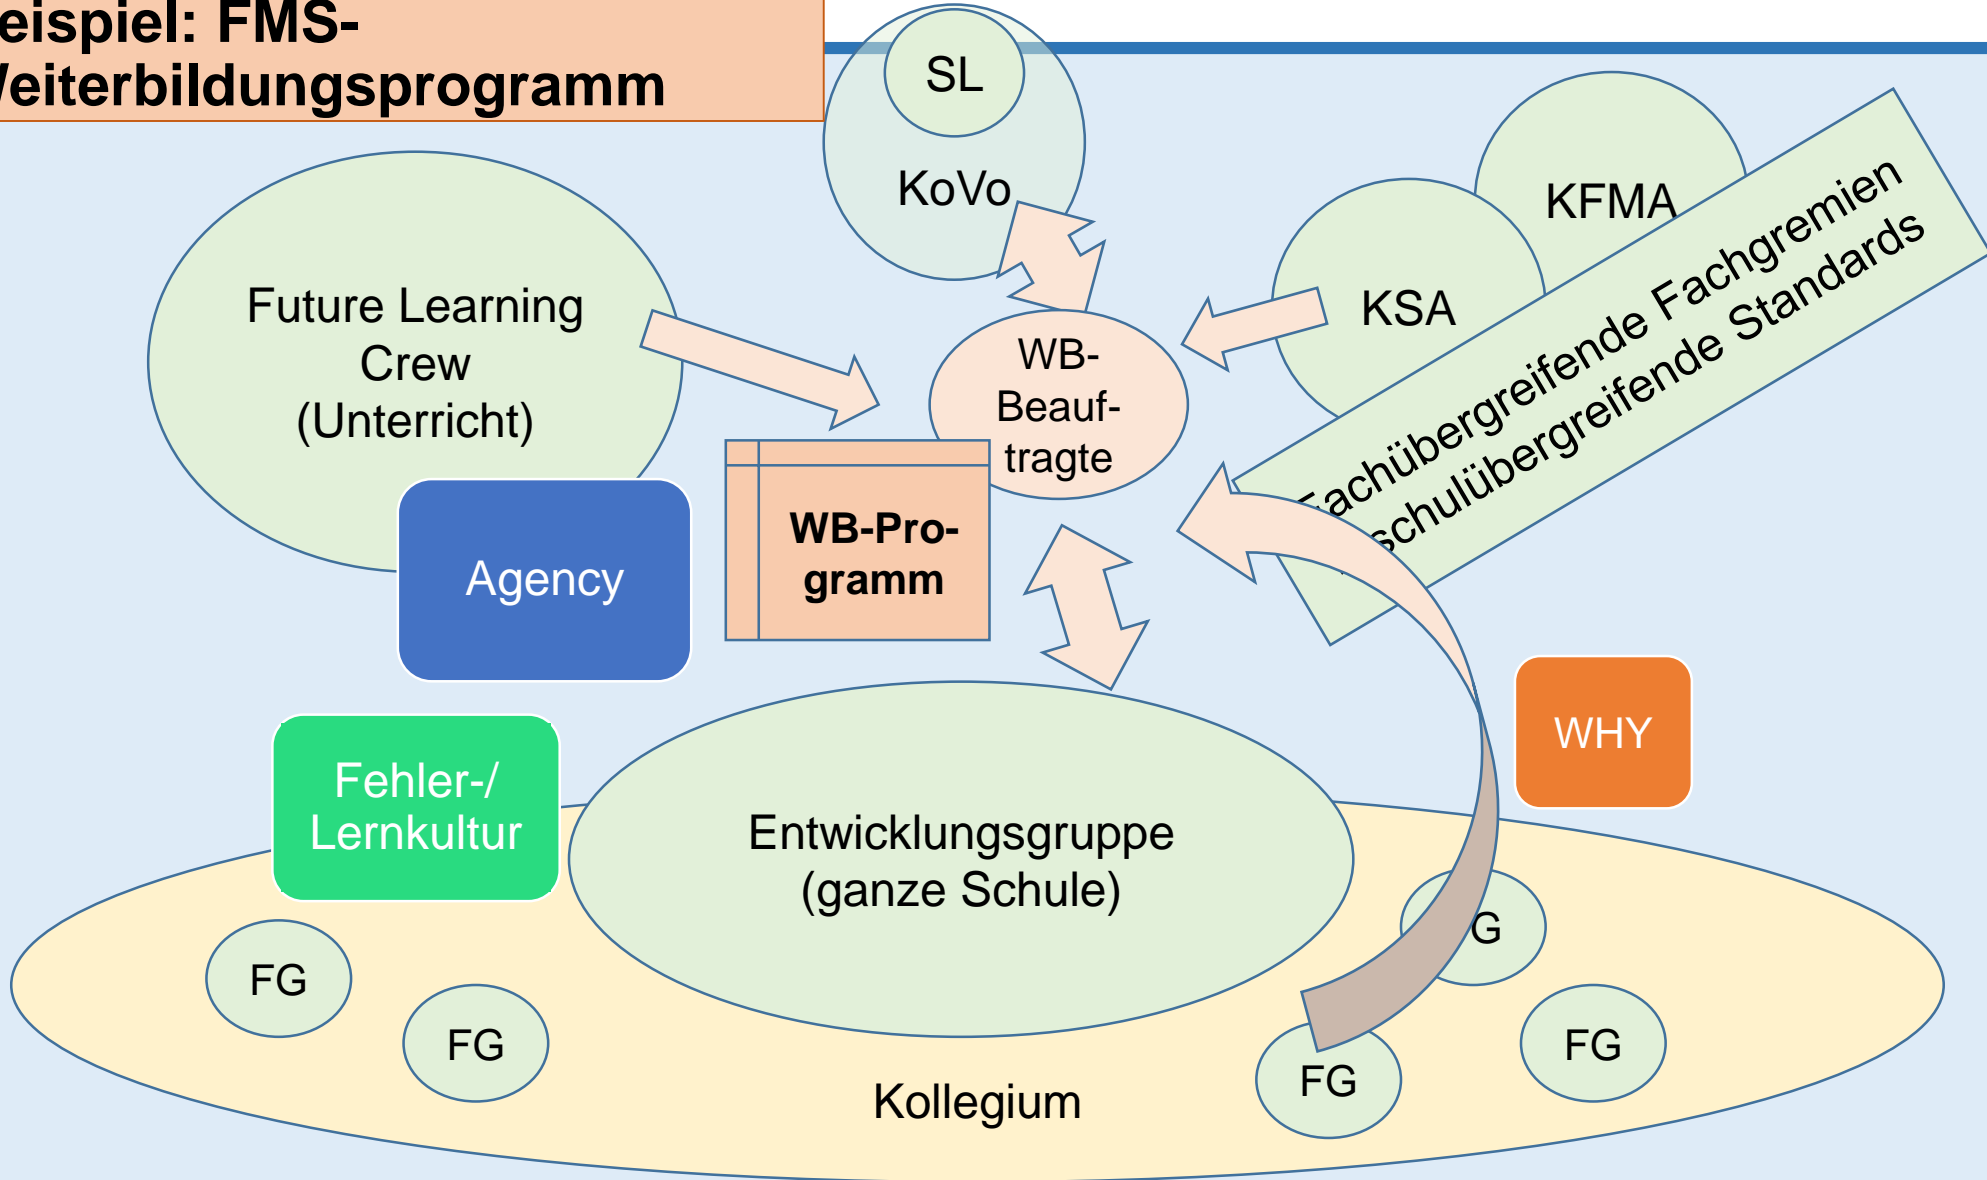 eispiel: FMS-
Weiterbildungsprogramm
SL
KoVo
KFMA
KSA
Fachübergreifende Fachgremien
schulübergreifende Standards
Future Learning
Crew
(Unterricht)
WB-
Beauf-
tragte
WB-Pro-
gramm
Agency
WHY
Fehler-/
Lernkultur
Entwicklungsgruppe
(ganze Schule)
G
FG
FG
FG
FG
Kollegium